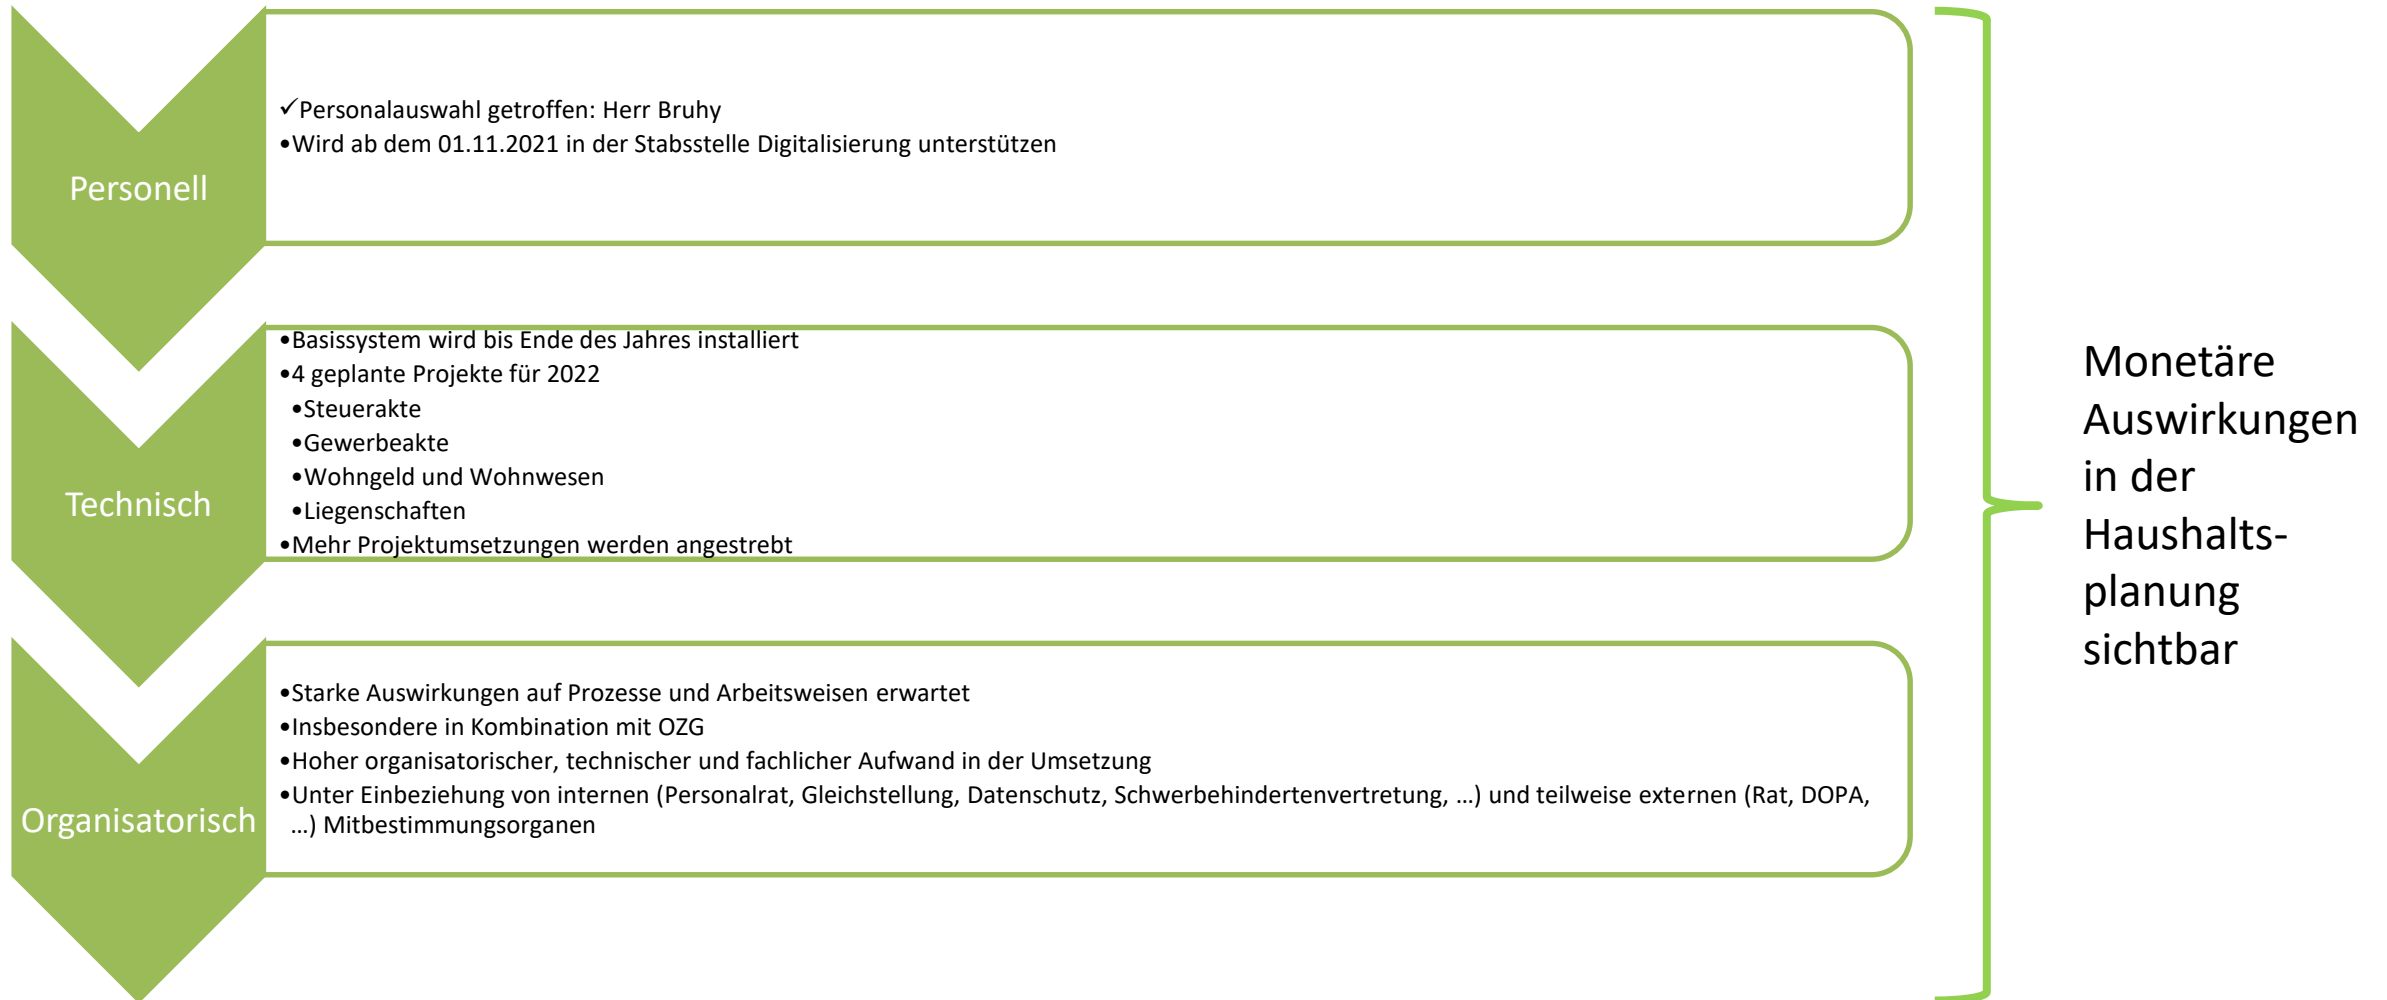 Personell
✓Personalauswahl getroffen: Herr Bruhy
•Wird ab dem 01.11.2021 in der Stabsstelle Digitalisierung unterstützen
Technisch
•Basissystem wird bis Ende des Jahres installiert
•4 geplante Projekte für 2022
•Steuerakte
•Gewerbeakte
•Wohngeld und Wohnwesen
•Liegenschaften
•Mehr Projektumsetzungen werden angestrebt
Organisatorisch
•Starke Auswirkungen auf Prozesse und Arbeitsweisen erwartet
•Insbesondere in Kombination mit OZG
•Hoher organisatorischer, technischer und fachlicher Aufwand in der Umsetzung
•Unter Einbeziehung von internen (Personalrat, Gleichstellung, Datenschutz, Schwerbehindertenvertretung, …) und teilweise externen (Rat, DOPA,
…) Mitbestimmungsorganen
Monetäre
Auswirkungen
in der
Haushalts-
planung
sichtbar